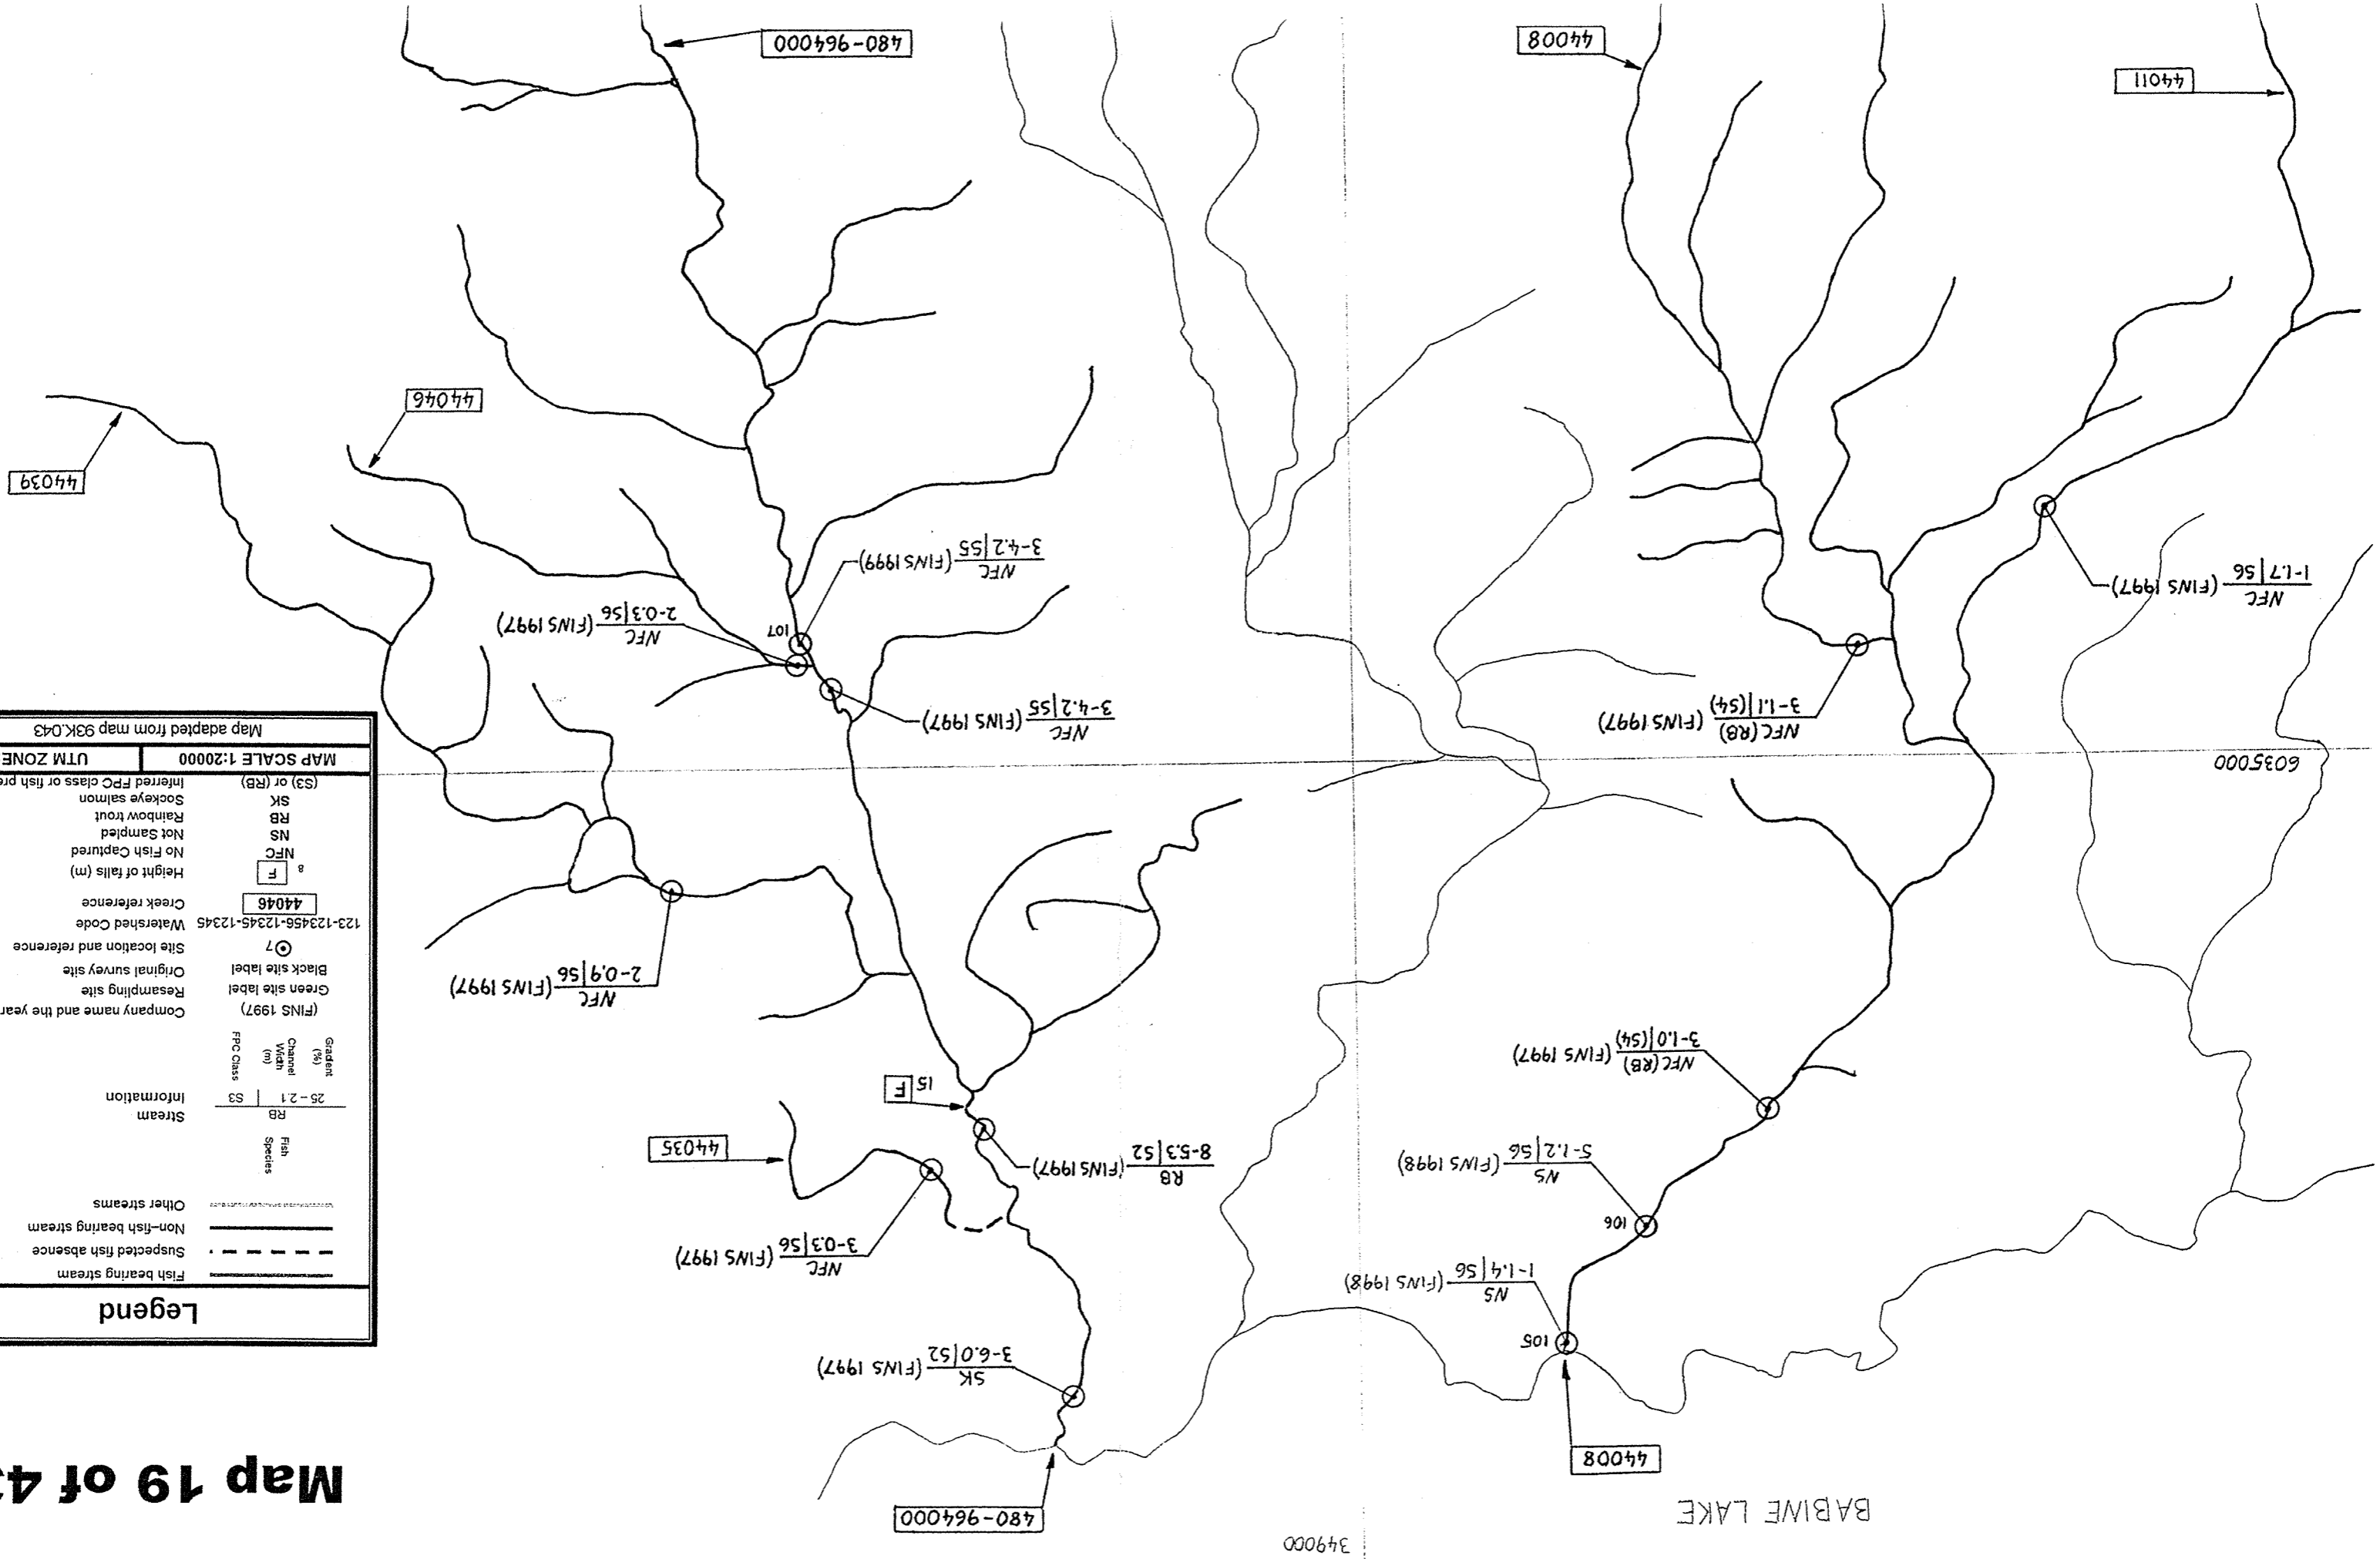 BABINE LAKE
349000
480-964000
Map 19 of 4
44008
SK
3-6.0|S2 (FINS 1997)
105
NS
1-1.4|S6 (FINS 1998)
106
NS
5-1.2|S6 (FINS 1998)
NFC
3-0.3|S6 (FINS 1997)
RB
8-5.3|S2 (FINS 1997)
44035
15 F
NFC(RB)
3-1.0|(S4) (FINS 1997)
NFC
2-0.9|S6 (FINS 1997)
Legend
Fish bearing stream
Suspected fish absence
Non-fish bearing stream
Other streams
Fish Species
RB
25 – 2.1 | S3
Stream Information
Gradient (%)
Channel Width (m)
FPC Class
(FINS 1997) Company name and the year
Green site label Resampling site
Black site label Original survey site
7 Site location and reference
123-123456-12345-12345 Watershed Code
44046 Creek reference
8 F Height of falls (m)
NFC No Fish Captured
NS Not Sampled
RB Rainbow trout
SK Sockeye salmon
(S3) or (RB) Inferred FPC class or fish
MAP SCALE 1:20000 UTM ZONE
Map adapted from map 93K.043
6035000
NFC(RB)
3-1.1|(S4) (FINS 1997)
NFC
3-4.2|S5 (FINS 1997)
107
NFC
2-0.3|S6 (FINS 1997)
NFC
1-1.7|S6 (FINS 1997)
NFC
3-4.2|S5 (FINS 1999)
44039
44046
44011
44008
480-964000